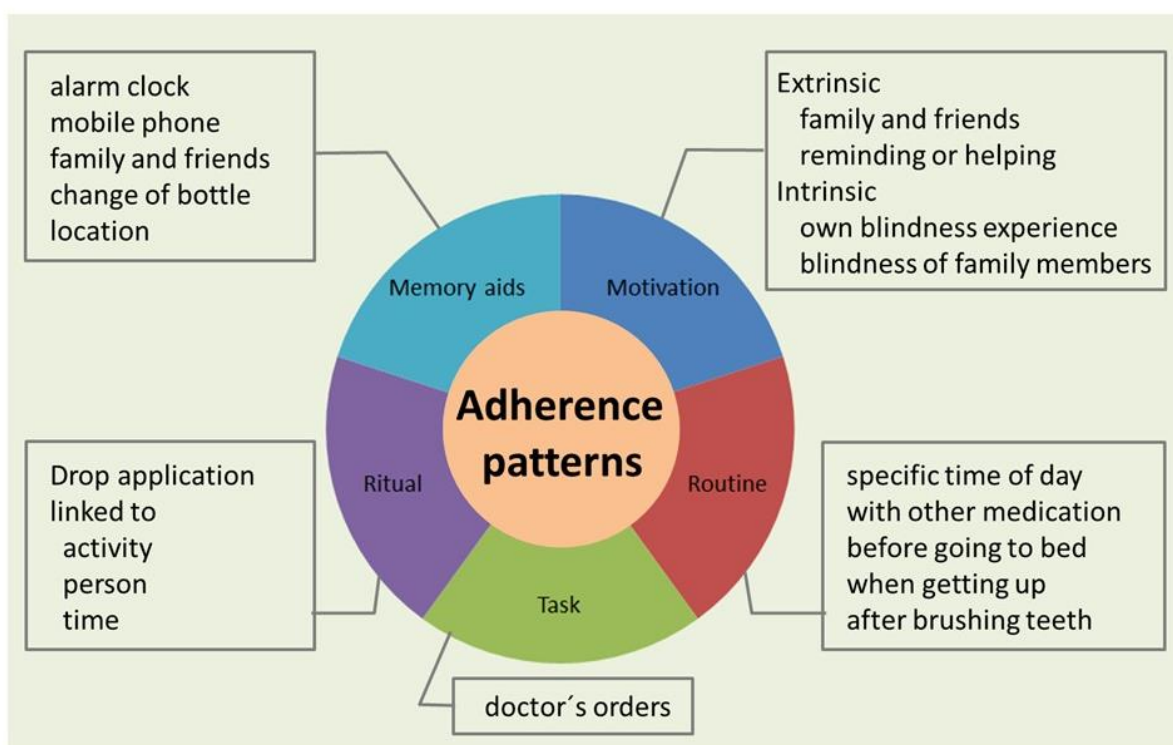 alarm clock
mobile phone
family and friends
change of bottle
location
Extrinsic
family and friends
reminding or helping
Intrinsic
own blindness experience
blindness of family members
Memory aids
Motivation
Adherence
patterns
Ritual
Routine
Task
Drop application
linked to
activity
person
time
specific time of day
with other medication
before going to bed
when getting up
after brushing teeth
doctor´s orders